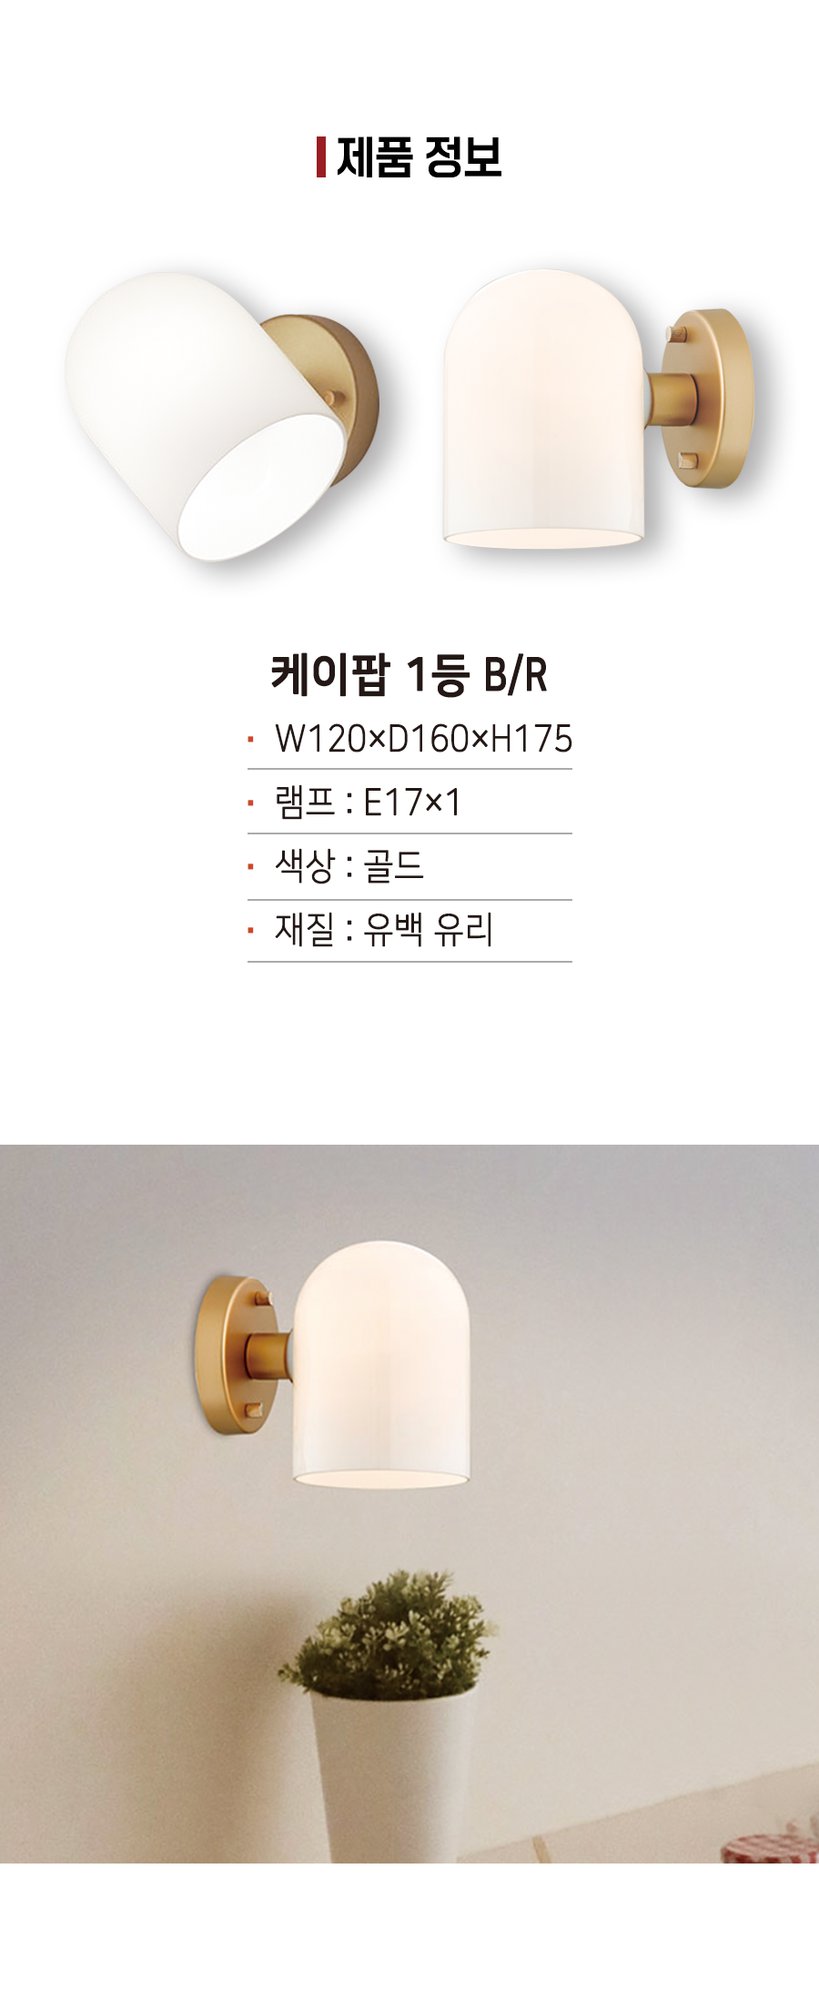 제품 정보
케이팝 1등 B/R
· W120×D160×H175
· 램프 : E17×1
· 색상 : 골드
· 재질 : 유백 유리